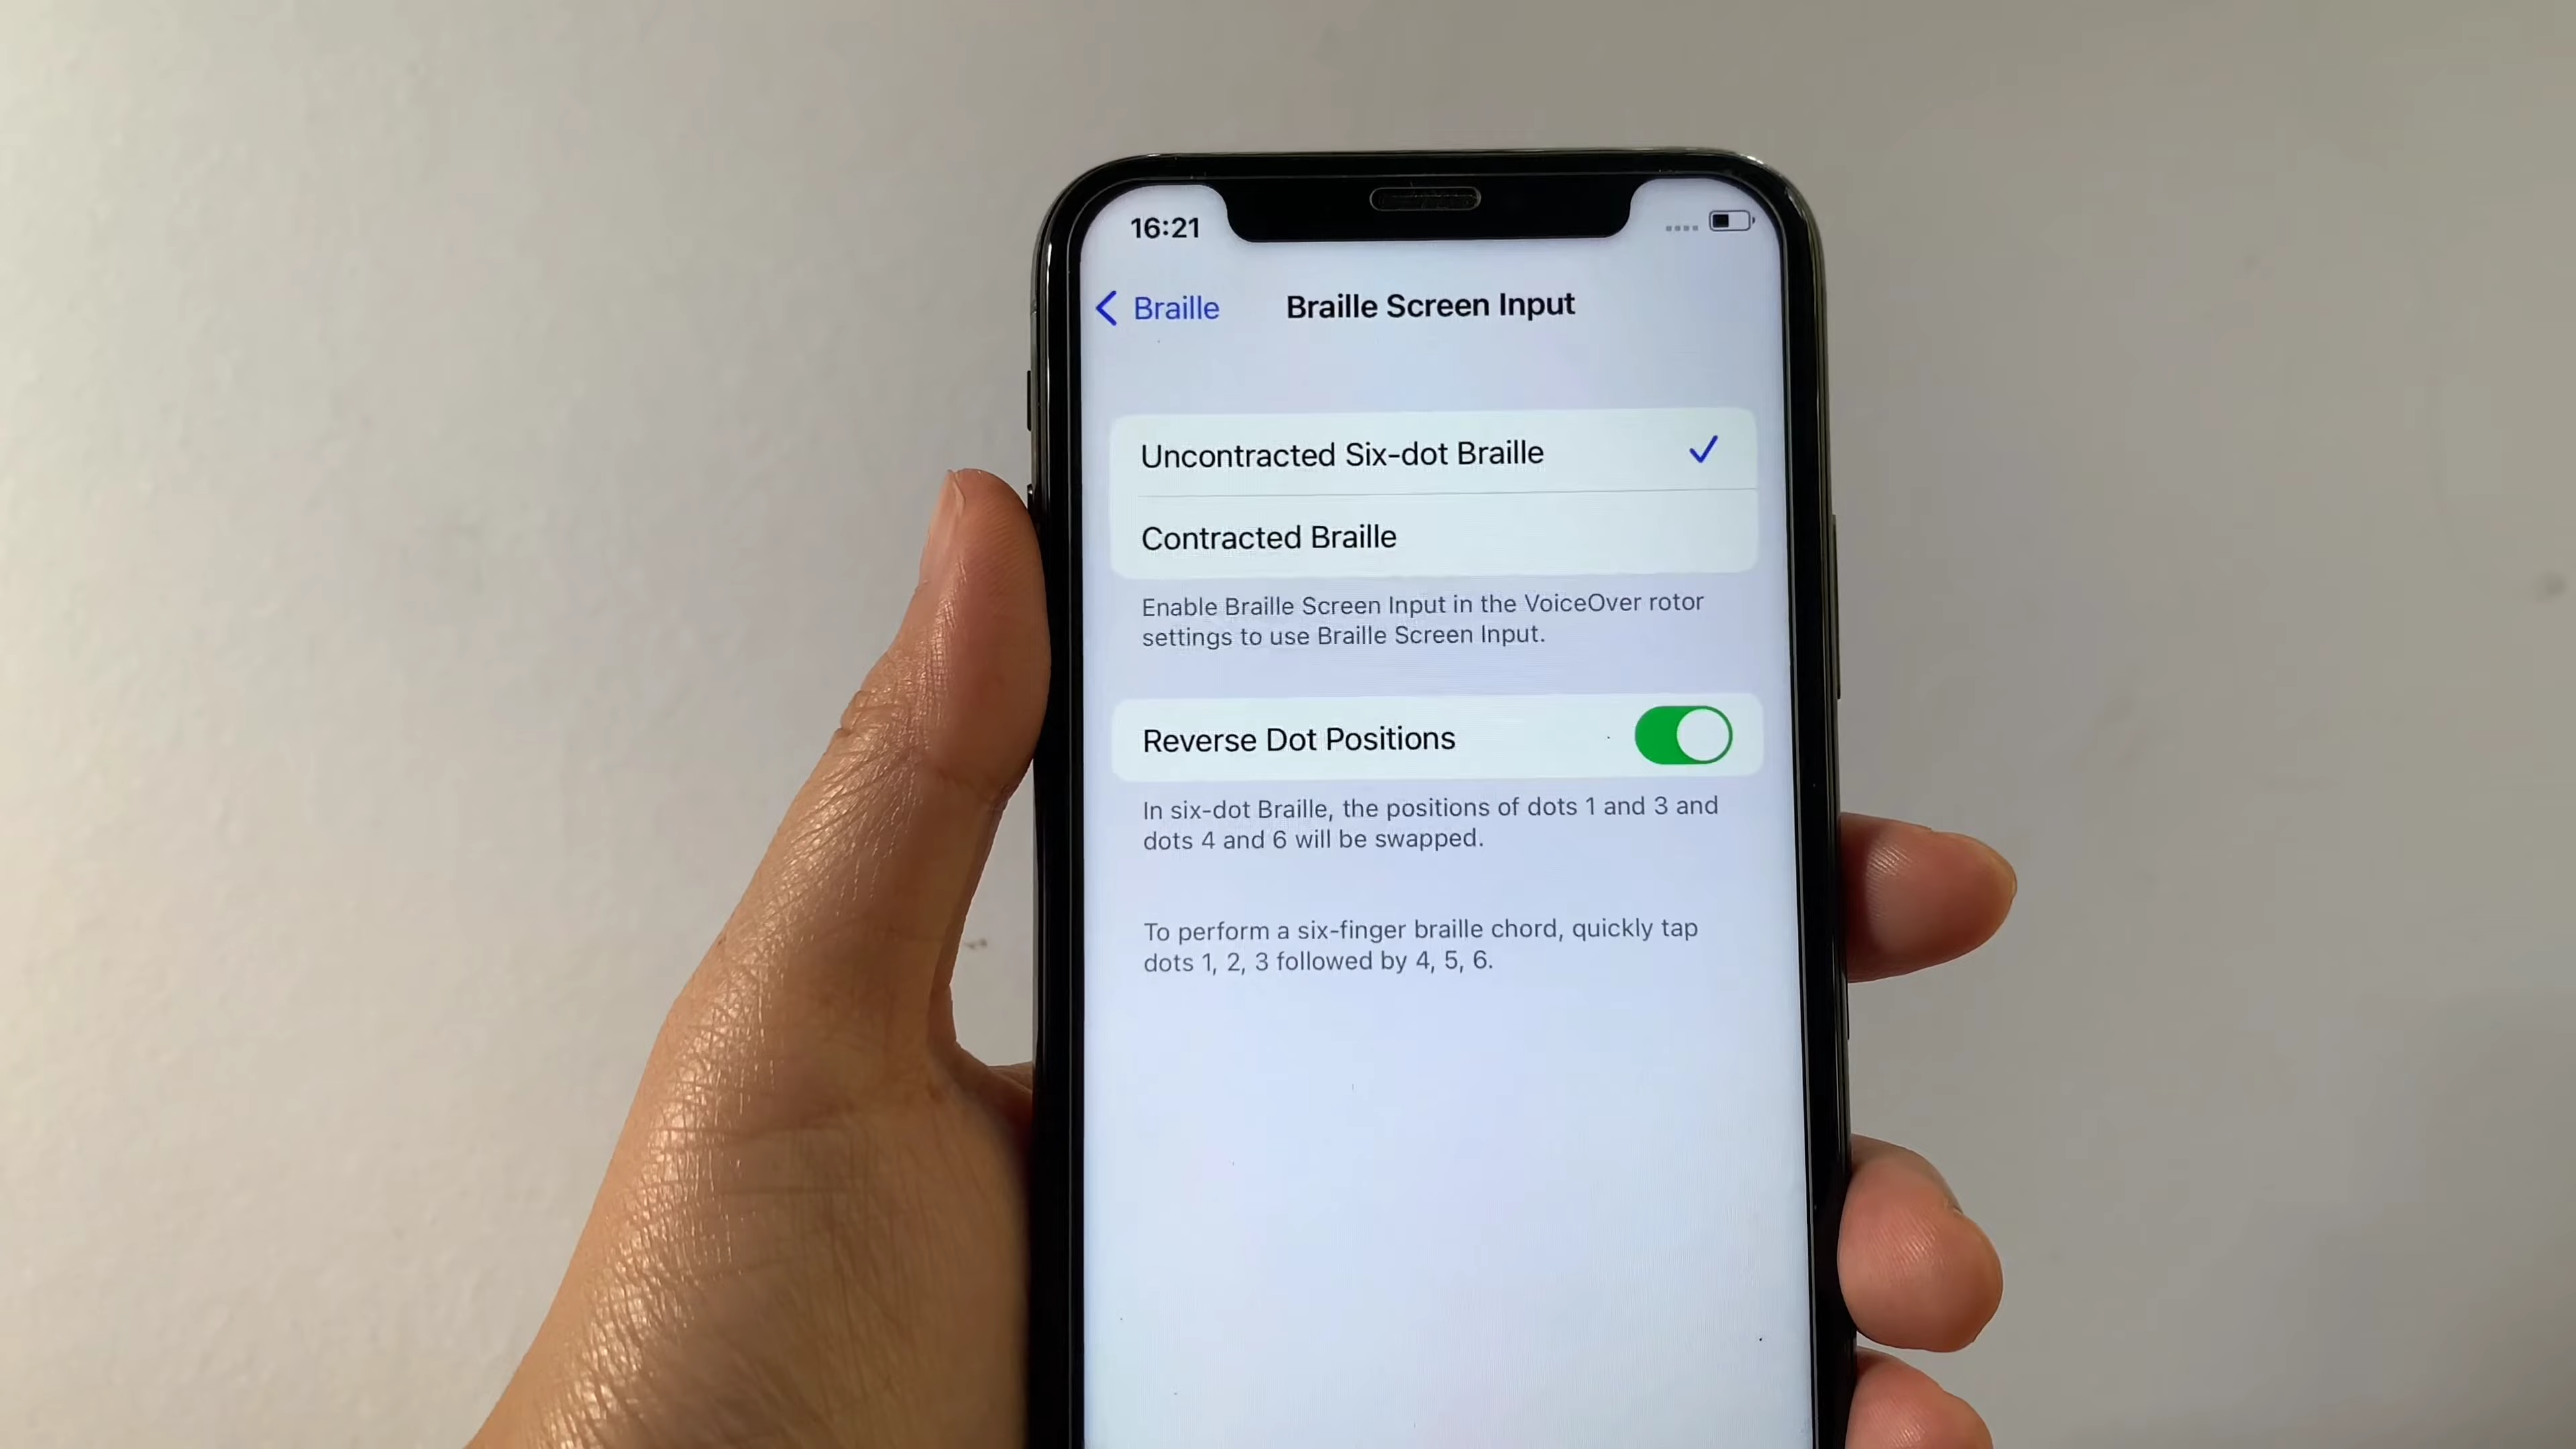 16:21
Braille
Braille Screen Input
Uncontracted Six-dot Braille
Contracted Braille
Enable Braille Screen Input in the VoiceOver rotor
settings to use Braille Screen Input.
Reverse Dot Positions
In six-dot Braille, the positions of dots 1 and 3 and
dots 4 and 6 will be swapped.
To perform a six-finger braille chord, quickly tap
dots 1, 2, 3 followed by 4, 5, 6.